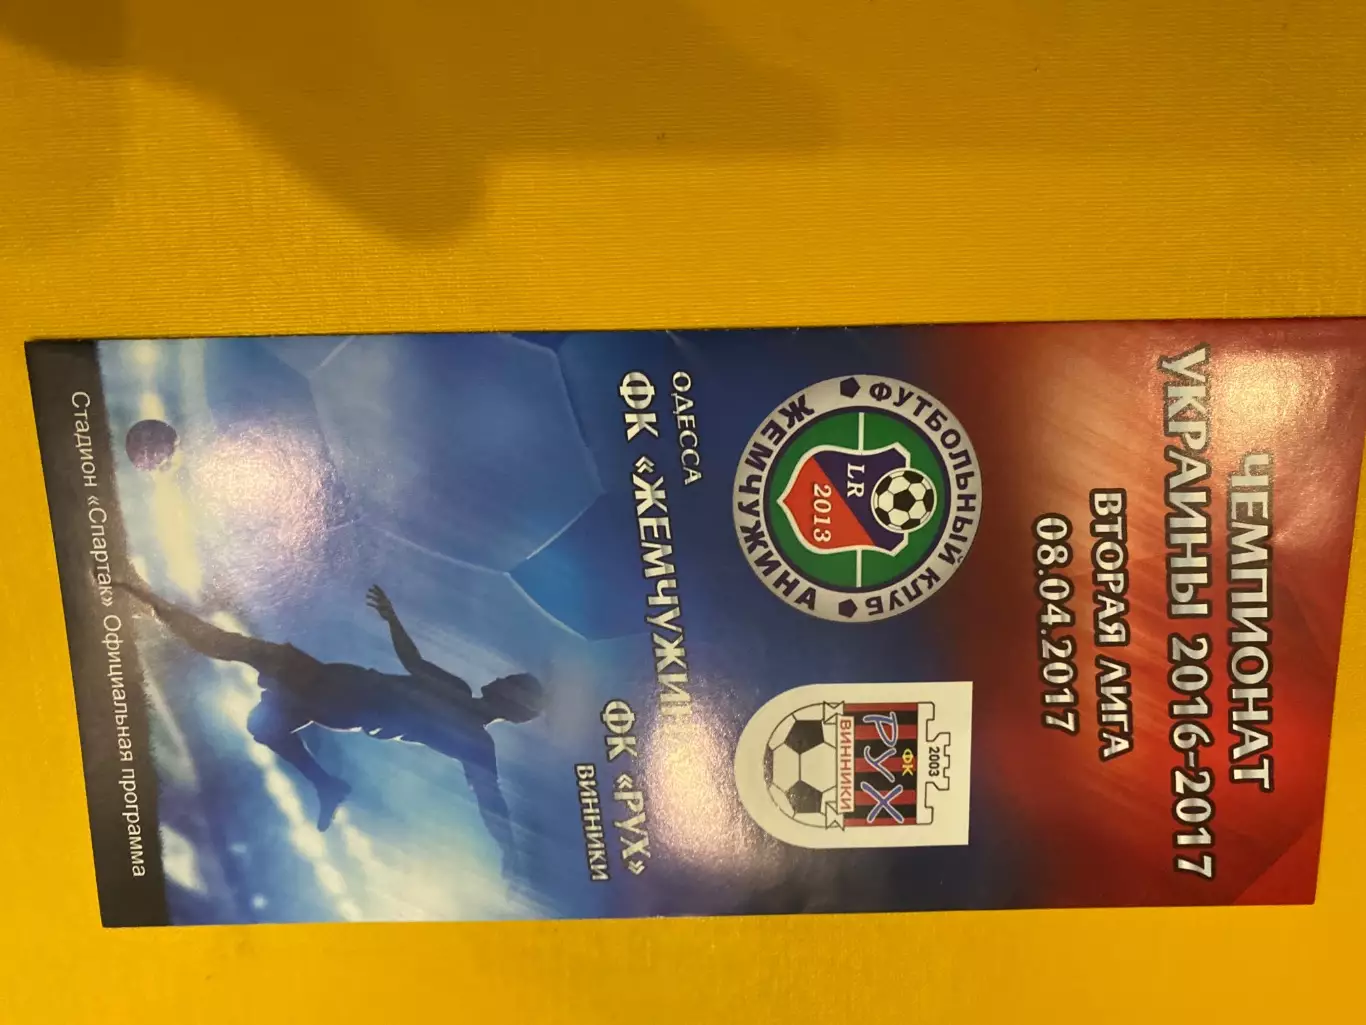 ЧЕМПИОНАТ
УКРАИНЫ 2016-2017
ВТОРАЯ ЛИГА
08.04.2017
ФУТБОЛЬНЫЙ КЛУБ
ЖЕМЧУЖИНА
LR
2013
2003
ФК
РУХ
ВИННИКИ
ОДЕССА
ФК «ЖЕМЧУЖИНА»
ФК «РУХ»
ВИННИКИ
Стадион «Спартак» Официальная программа